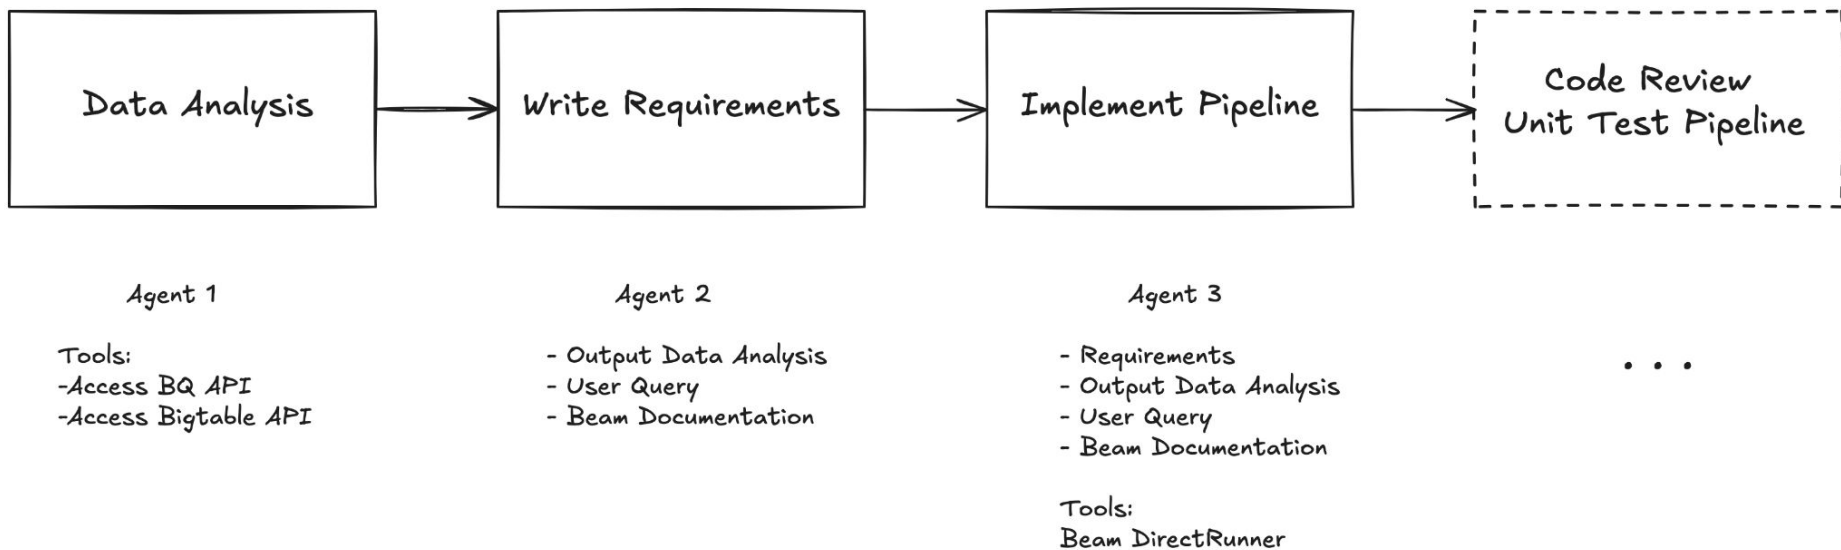 Data Analysis
Write Requirements
Implement Pipeline
Code Review
Unit Test Pipeline
Agent 1
Tools:
-Access BQ API
-Access Bigtable API
Agent 2
- Output Data Analysis
- User Query
- Beam Documentation
Agent 3
- Requirements
- Output Data Analysis
- User Query
- Beam Documentation
Tools:
Beam DirectRunner
. . .